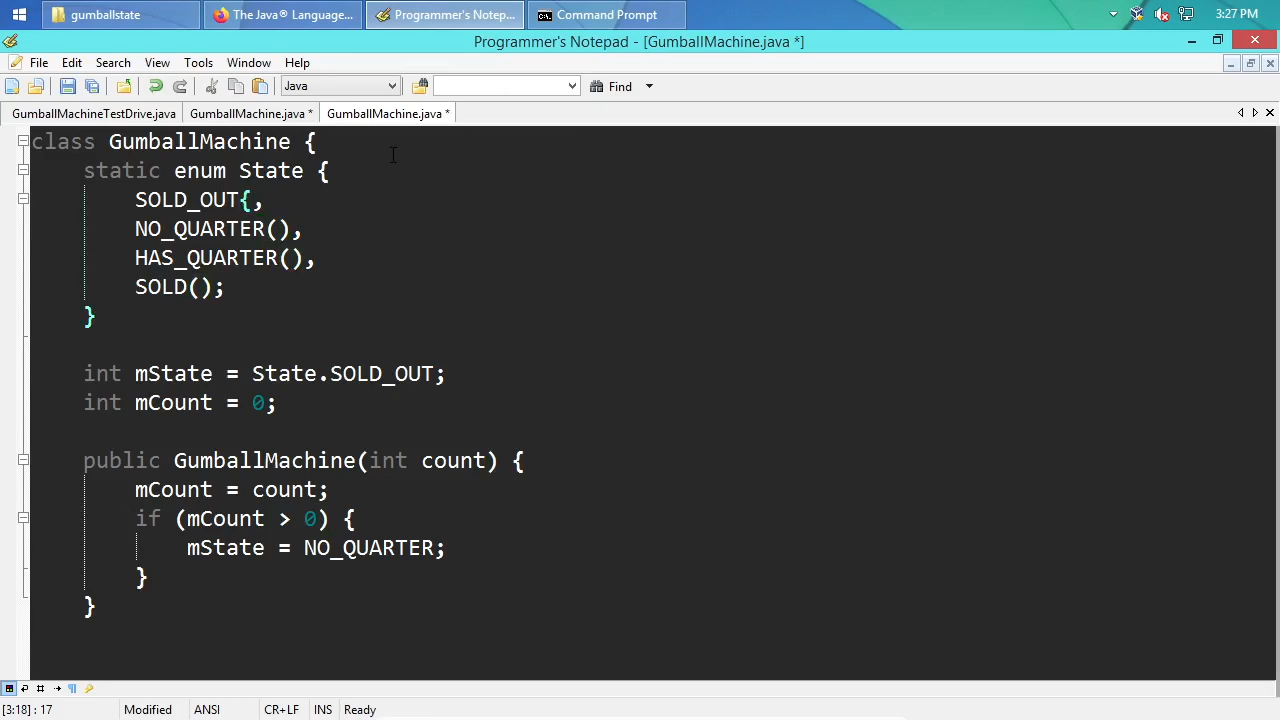 gumballstate
The Java® Language...
Programmer's Notep...
Command Prompt
3:27 PM
Programmer's Notepad - [GumballMachine.java *]
File Edit Search View Tools Window Help
Java
Find
GumballMachineTestDrive.java
GumballMachine.java *
GumballMachine.java *
class GumballMachine {
static enum State {
SOLD_OUT{,
NO_QUARTER(),
HAS_QUARTER(),
SOLD();
}
int mState = State.SOLD_OUT;
int mCount = 0;
public GumballMachine(int count) {
mCount = count;
if (mCount > 0) {
mState = NO_QUARTER;
}
}
[3:18] : 17 Modified ANSI CR+LF INS Ready